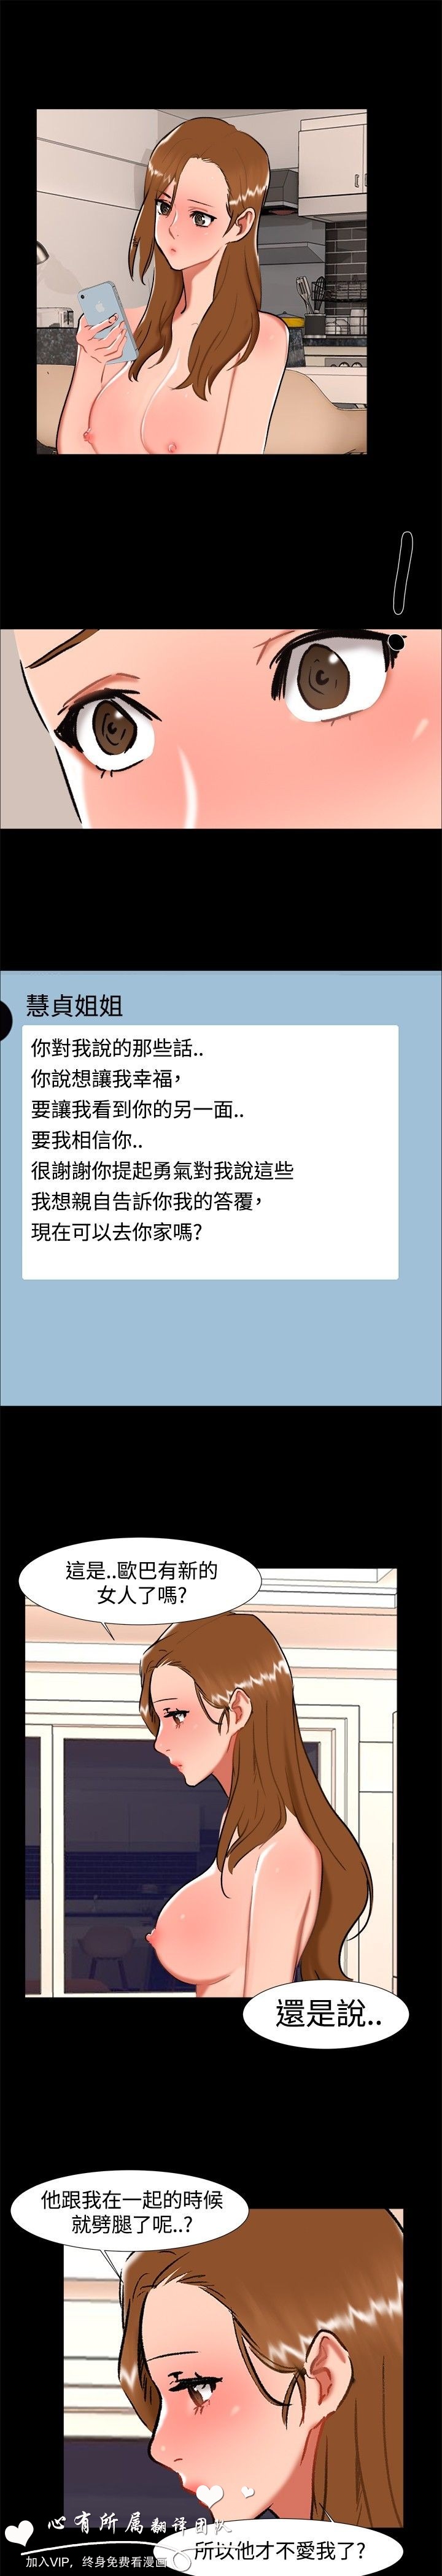 慧貞姐姐
你對我說的那些話..
你說想讓我幸福，
要讓我看到你的另一面..
要我相信你..
很謝謝你提起勇氣對我說這些
我想親自告訴你我的答覆，
現在可以去你家嗎?
這是..歐巴有新的
女人了嗎?
還是說..
他跟我在一起的時候
就劈腿了呢..?
心有所属翻译团队
所以他才不愛我了?
加入VIP，终身免费看漫画